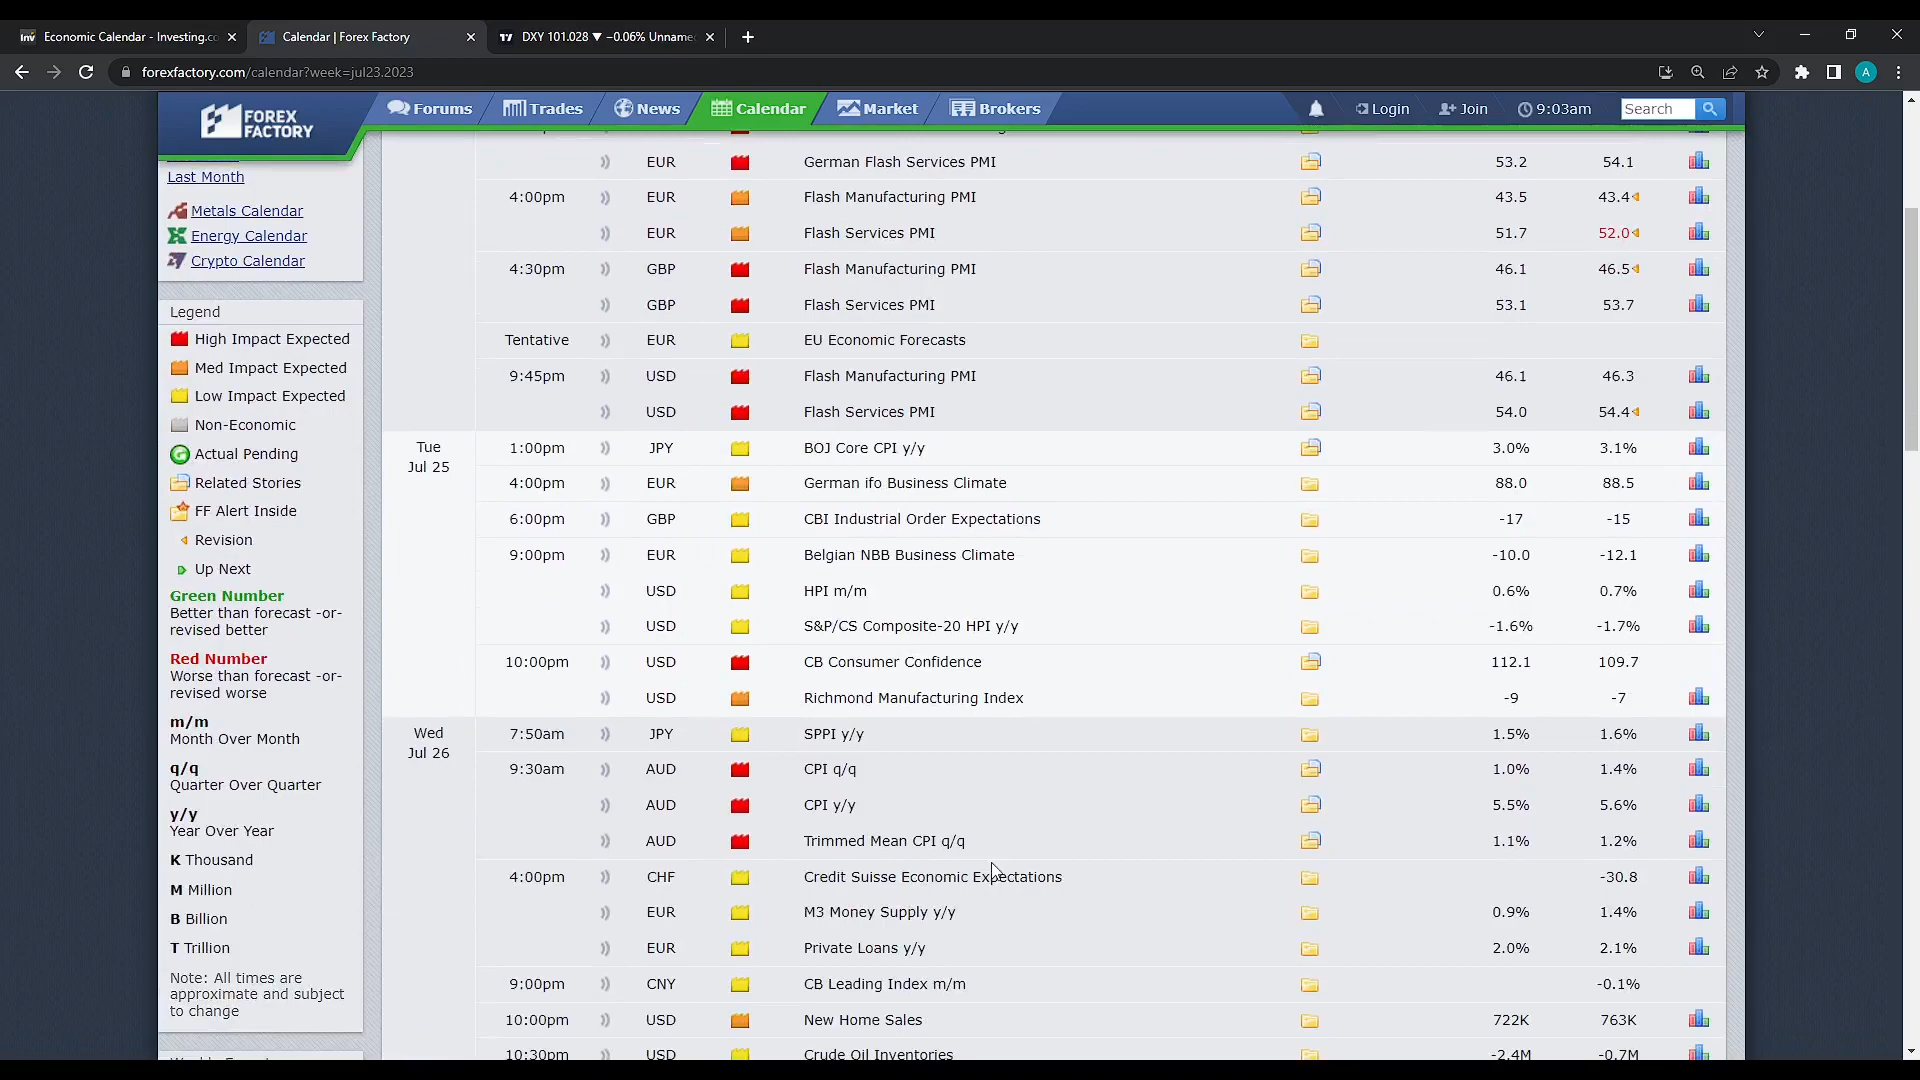 Economic Calendar - Investing.co
Calendar | Forex Factory
DXY 101.028 ▼ −0.06% Unname
forexfactory.com/calendar?week=jul23.2023
A
FOREX FACTORY
Forums
Trades
News
Calendar
Market
Brokers
Login
Join
9:03am
Search
Last Month
Metals Calendar
Energy Calendar
Crypto Calendar
Legend
High Impact Expected
Med Impact Expected
Low Impact Expected
Non-Economic
Actual Pending
Related Stories
FF Alert Inside
Revision
Up Next
Green Number
Better than forecast -or-
revised better
Red Number
Worse than forecast -or-
revised worse
m/m
Month Over Month
q/q
Quarter Over Quarter
y/y
Year Over Year
K Thousand
M Million
B Billion
T Trillion
Note: All times are
approximate and subject
to change
EUR German Flash Services PMI 53.2 54.1
4:00pm EUR Flash Manufacturing PMI 43.5 43.4
EUR Flash Services PMI 51.7 52.0
4:30pm GBP Flash Manufacturing PMI 46.1 46.5
GBP Flash Services PMI 53.1 53.7
Tentative EUR EU Economic Forecasts
9:45pm USD Flash Manufacturing PMI 46.1 46.3
USD Flash Services PMI 54.0 54.4
Tue Jul 25 1:00pm JPY BOJ Core CPI y/y 3.0% 3.1%
4:00pm EUR German ifo Business Climate 88.0 88.5
6:00pm GBP CBI Industrial Order Expectations -17 -15
9:00pm EUR Belgian NBB Business Climate -10.0 -12.1
USD HPI m/m 0.6% 0.7%
USD S&P/CS Composite-20 HPI y/y -1.6% -1.7%
10:00pm USD CB Consumer Confidence 112.1 109.7
USD Richmond Manufacturing Index -9 -7
Wed Jul 26 7:50am JPY SPPI y/y 1.5% 1.6%
9:30am AUD CPI q/q 1.0% 1.4%
AUD CPI y/y 5.5% 5.6%
AUD Trimmed Mean CPI q/q 1.1% 1.2%
4:00pm CHF Credit Suisse Economic Expectations -30.8
EUR M3 Money Supply y/y 0.9% 1.4%
EUR Private Loans y/y 2.0% 2.1%
9:00pm CNY CB Leading Index m/m -0.1%
10:00pm USD New Home Sales 722K 763K
10:30pm USD Crude Oil Inventories -2.4M -0.7M